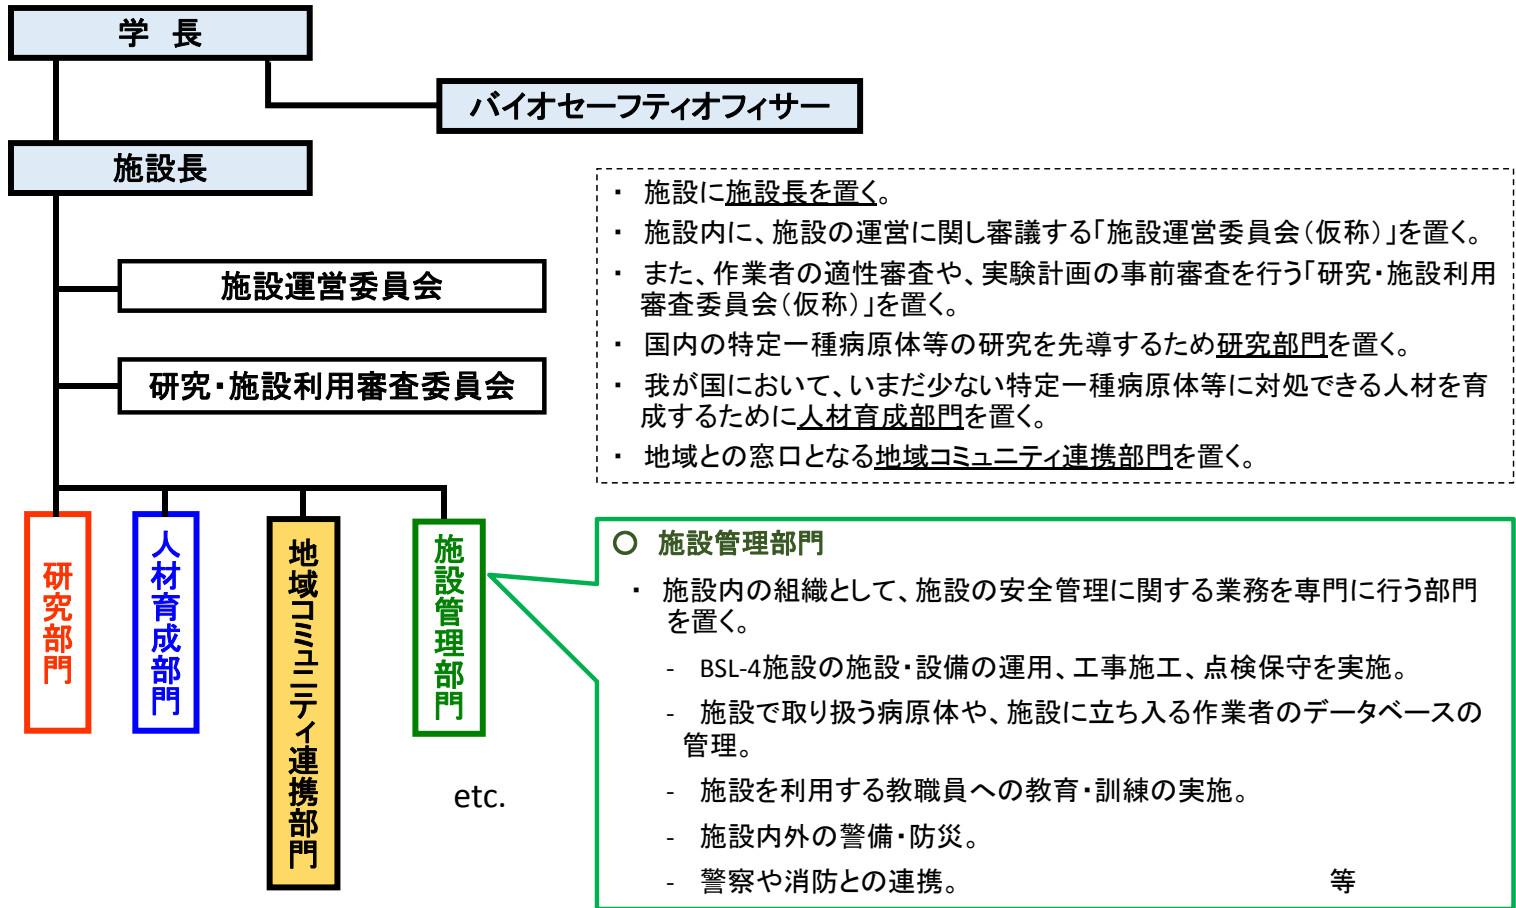 学 長
バイオセーフティオフィサー
施設長
施設運営委員会
研究・施設利用審査委員会
・ 施設に施設長を置く。
・ 施設内に、施設の運営に関し審議する「施設運営委員会（仮称）」を置く。
・ また、作業者の適性審査や、実験計画の事前審査を行う「研究・施設利用
審査委員会（仮称）」を置く。
・ 国内の特定一種病原体等の研究を先導するため研究部門を置く。
・ 我が国において、いまだ少ない特定一種病原体等に対処できる人材を育
成するために人材育成部門を置く。
・ 地域との窓口となる地域コミュニティ連携部門を置く。
研究部門
人材育成部門
地域コミュニティ連携部門
施設管理部門
etc.
○ 施設管理部門
・ 施設内の組織として、施設の安全管理に関する業務を専門に行う部門
を置く。
- BSL-4施設の施設・設備の運用、工事施工、点検保守を実施。
- 施設で取り扱う病原体や、施設に立ち入る作業者のデータベースの
管理。
- 施設を利用する教職員への教育・訓練の実施。
- 施設内外の警備・防災。
- 警察や消防との連携。 等